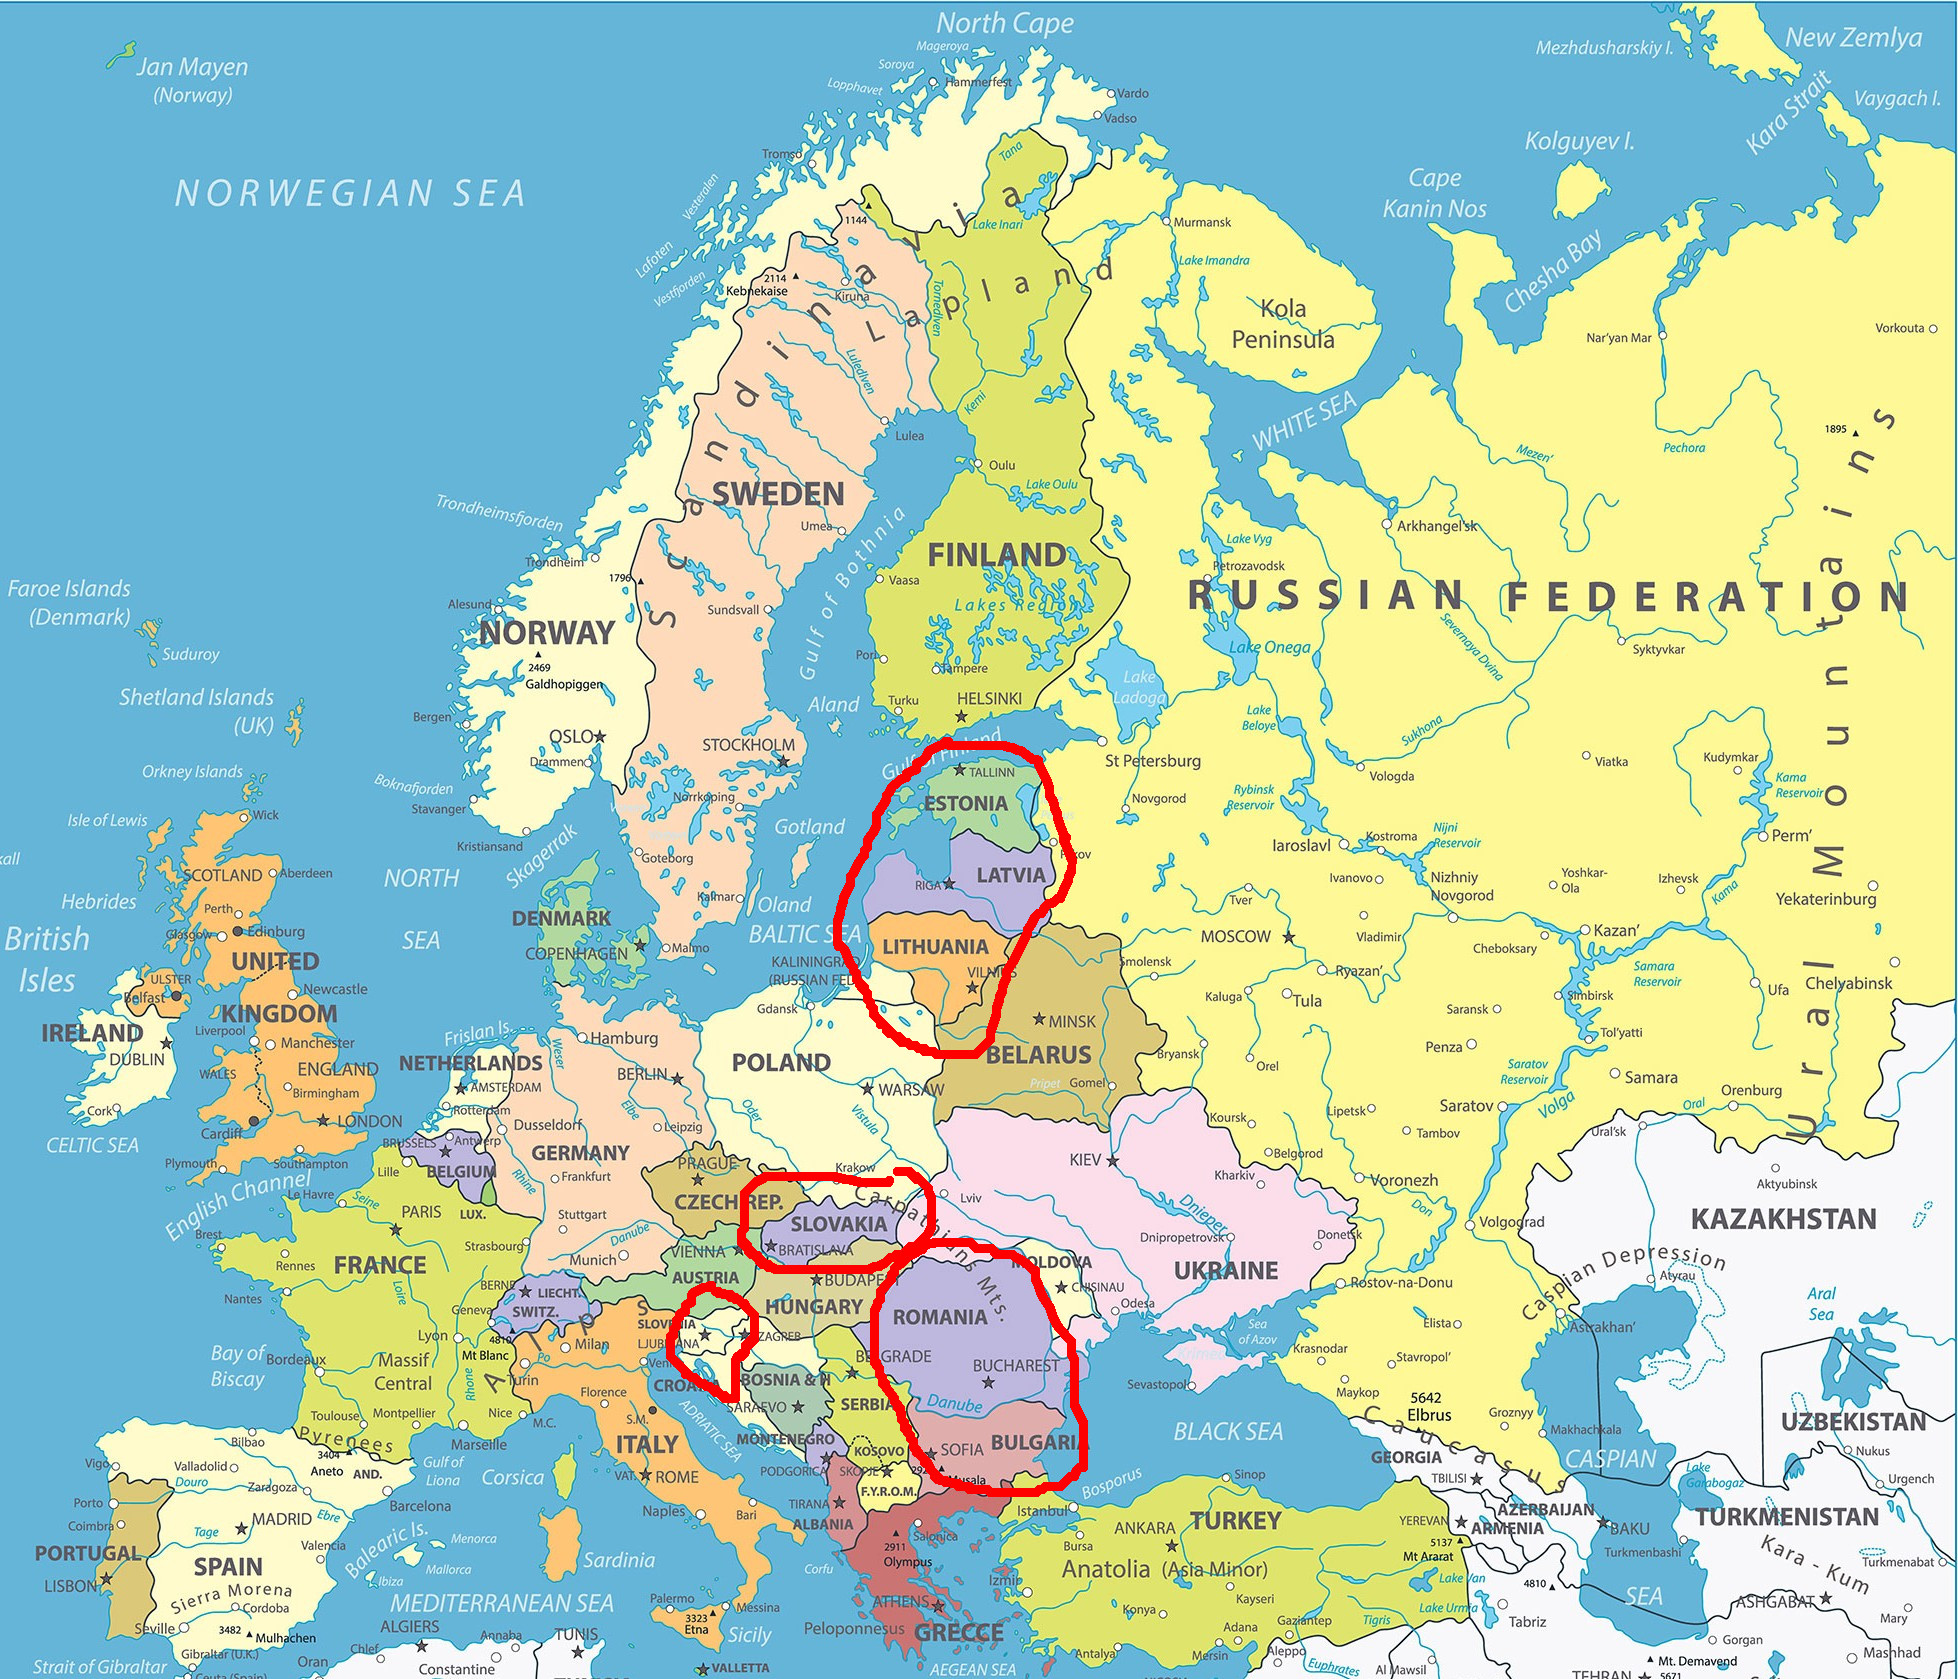 Jan Mayen
(Norway)
NORWEGIAN SEA
North Cape
Mageroya
Soroya
Lopphavet
Hammerfest
Vardo
Vadso
Tromso
Vesteralen
Lofoten
Vestfjorden
Tana
Lake Inari
1144
2114
Kebnekaise
Kiruna
Scandinavia
Lapland
Tornedlven
Luledlven
Kemi
Lulea
Oulu
Lake Oulu
Murmansk
Lake Imandra
Kola
Peninsula
WHITE SEA
Mezhdusharskiy I.
New Zemlya
Kara Strait
Vaygach I.
Kolguyev I.
Cape
Kanin Nos
Chesha Bay
Nar'yan Mar
Vorkouta
1895
Mezen'
Pechora
Ural Mountains
Arkhangel'sk
Trondheimsfjorden
Trondheim
1796
SWEDEN
Umea
Gulf of Bothnia
FINLAND
Vaasa
Lakes Region
Lake Vyg
Petrozavodsk
RUSSIAN FEDERATION
Severnaya Dvina
Syktyvkar
Lake Onega
Faroe Islands
(Denmark)
Suduroy
Alesund
NORWAY
2469
Galdhopiggen
Sundsvall
Pori
Tampere
HELSINKI
Turku
Aland
Lake
Ladoga
Lake
Beloye
Sukhona
Shetland Islands
(UK)
Bergen
OSLO
Drammen
STOCKHOLM
Orkney Islands
Boknafjorden
Stavanger
Norrkoping
Gulf of Finland
TALLINN
ESTONIA
St Petersburg
Novgorod
Rybinsk
Reservoir
Vologda
Viatka
Kudymkar
Kama
Reservoir
Perm'
Isle of Lewis
Wick
Kristiansand
Skagerrak
Goteborg
Gotland
Iaroslavl
Kostroma
Nijni
Reservoir
SCOTLAND
Aberdeen
NORTH
SEA
Hebrides
Perth
Glasgow
Edinburg
DENMARK
COPENHAGEN
Kalmar
Oland
Malmo
BALTIC SEA
LATVIA
RIGA
Tver
Ivanovo
Nizhniy
Novgorod
Yoshkar-
Ola
Izhevsk
Kama
Yekaterinburg
British
Isles
UNITED
KINGDOM
ULSTER
Belfast
Newcastle
KALININGRAD
(RUSSIAN FED
LITHUANIA
VILNIUS
Smolensk
MOSCOW
Vladimir
Cheboksary
Kazan'
Ryazan'
Samara
Reservoir
Ufa
Chelyabinsk
IRELAND
DUBLIN
Liverpool
Manchester
Frislan Is.
Weser
Hamburg
Gdansk
MINSK
BELARUS
Kaluga
Tula
Saransk
Simbirsk
Tol'yatti
WALES
ENGLAND
Birmingham
NETHERLANDS
AMSTERDAM
Rotterdam
BERLIN
Elbe
POLAND
WARSAW
Oder
Vistula
Pripet
Gomel
Bryansk
Orel
Penza
Saratov
Reservoir
Samara
Orenburg
Cork
CELTIC SEA
Cardiff
LONDON
Plymouth
Southampton
English Channel
BRUSSELS
Antwerp
BELGIUM
Lille
LUX.
Dusseldorf
Leipzig
GERMANY
Frankfurt
Rhine
PRAGUE
CZECH REP.
Krakow
Koursk
Lipetsk
Tambov
Saratov
Volga
Oral
Ural'sk
Le Havre
Seine
PARIS
Brest
Rennes
FRANCE
Strasbourg
Stuttgart
Munich
Danube
VIENNA
SLOVAKIA
BRATISLAVA
Carpathians Mts.
Lviv
KIEV
Kharkiv
Belgorod
Voronezh
Don
Volgograd
Aktyubinsk
KAZAKHSTAN
Nantes
Loire
BERNE
LIECHT.
SWITZ.
Geneva
AUSTRIA
BUDAPEST
HUNGARY
MOLDOVA
CHISINAU
Odesa
Dnieper
Dnipropetrovsk
Donetsk
UKRAINE
Rostov-na-Donu
Caspian Depression
Atyrau
Aral
Sea
Bay of
Biscay
Bordeaux
Lyon
4810
Mt Blanc
Alps
Milan
Po
Turin
SLOVENIA
LJUBLJANA
ZAGREB
CROATIA
ROMANIA
BELGRADE
BUCHAREST
Sea
of Azov
Krimea
Sevastopol
Krasnodar
Elista
Stavropol'
Astrakhan'
Massif
Central
Rhone
Toulouse
Montpellier
Nice
M.C.
Florence
S.M.
BOSNIA & H
SARAEVO
SERBIA
Danube
Maykop
5642
Elbrus
Groznyy
Makhachkala
UZBEKISTAN
Bilbao
Pyrenees
3404
Aneto
AND.
Marseille
Gulf of
Liona
Corsica
ITALY
VAT.
ROME
ADRIATIC SEA
MONTENEGRO
PODGORICA
KOSOVO
SKOPJE
F.Y.R.O.M.
SOFIA
BULGARIA
Musala
BLACK SEA
Caucasus
GEORGIA
TBILISI
CASPIAN
SEA
Nukus
Urgench
Lake
Garabogaz
Vigo
Valladolid
Douro
Zaragoza
Porto
Coimbra
MADRID
Ebre
Barcelona
Balearic Is.
Menorca
Mallorca
Ibiza
Sardinia
Naples
Bari
TIRANA
ALBANIA
Salonica
Istanbul
Bosporus
Sinop
ANKARA
TURKEY
YEREVAN
ARMENIA
AZERBAIJAN
BAKU
TURKMENISTAN
Turkmenbashi
Kara - Kum
Turkmenabat
Tage
PORTUGAL
LISBON
SPAIN
Valencia
Sierra Morena
Cordoba
Seville
3482
Mulhachen
Gibraltar (U.K.)
Strait of Gibraltar
Ceuta (Spain)
MEDITERRANEAN SEA
ALGIERS
Chlef
Oran
Annaba
Constantine
TUNIS
Palermo
Messina
3323
Etna
Sicily
VALLETTA
Corfu
2911
Olympus
ATHENS
Peloponnesus
GRECCE
AEGEAN SEA
Bursa
Anatolia (Asia Minor)
Izmir
Konya
Kayseri
Antalya
Adana
Mersin
Gaziantep
Aleppo
Tigris
Euphrates
5137
Mt Ararat
Lake Van
Lake Urmia
4810
Tabriz
Al Mawsil
ASHGABAT
Mary
Gorgan
Mashhad
Mt. Demavend
5671
TEHRAN